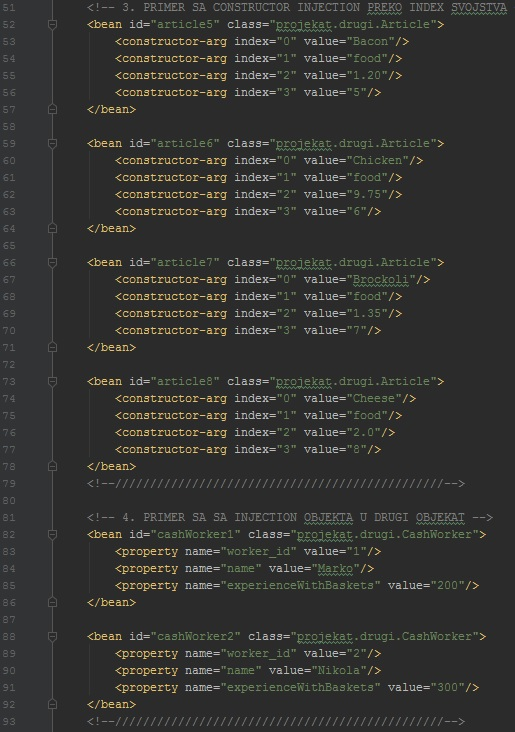 51 <!-- 3. PRIMER SA CONSTRUCTOR INJECTION PREKO INDEX SVOJSTVA
52 <bean id="article5" class="projekat.drugi.Article">
53 <constructor-arg index="0" value="Bacon"/>
54 <constructor-arg index="1" value="food"/>
55 <constructor-arg index="2" value="1.20"/>
56 <constructor-arg index="3" value="5"/>
57 </bean>
58
59 <bean id="article6" class="projekat.drugi.Article">
60 <constructor-arg index="0" value="Chicken"/>
61 <constructor-arg index="1" value="food"/>
62 <constructor-arg index="2" value="9.75"/>
63 <constructor-arg index="3" value="6"/>
64 </bean>
65
66 <bean id="article7" class="projekat.drugi.Article">
67 <constructor-arg index="0" value="Brockoli"/>
68 <constructor-arg index="1" value="food"/>
69 <constructor-arg index="2" value="1.35"/>
70 <constructor-arg index="3" value="7"/>
71 </bean>
72
73 <bean id="article8" class="projekat.drugi.Article">
74 <constructor-arg index="0" value="Cheese"/>
75 <constructor-arg index="1" value="food"/>
76 <constructor-arg index="2" value="2.0"/>
77 <constructor-arg index="3" value="8"/>
78 </bean>
79 <!--///////////////////////////////////////////////-->
80
81 <!-- 4. PRIMER SA SA INJECTION OBJEKTA U DRUGI OBJEKAT -->
82 <bean id="cashWorker1" class="projekat.drugi.CashWorker">
83 <property name="worker_id" value="1"/>
84 <property name="name" value="Marko"/>
85 <property name="experienceWithBaskets" value="200"/>
86 </bean>
87
88 <bean id="cashWorker2" class="projekat.drugi.CashWorker">
89 <property name="worker_id" value="2"/>
90 <property name="name" value="Nikola"/>
91 <property name="experienceWithBaskets" value="300"/>
92 </bean>
93 <!--///////////////////////////////////////////////-->